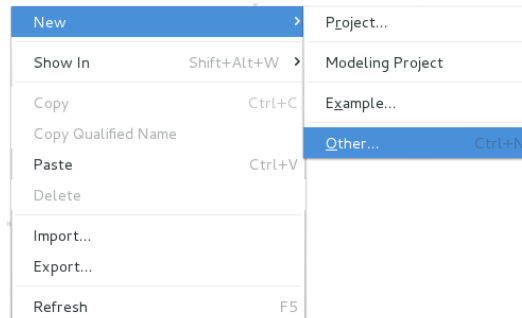 New
Show In Shift+Alt+W
Copy Ctrl+C
Copy Qualified Name
Paste Ctrl+V
Delete
Import...
Export...
Refresh F5
Project...
Modeling Project
Example...
Other... Ctrl+N